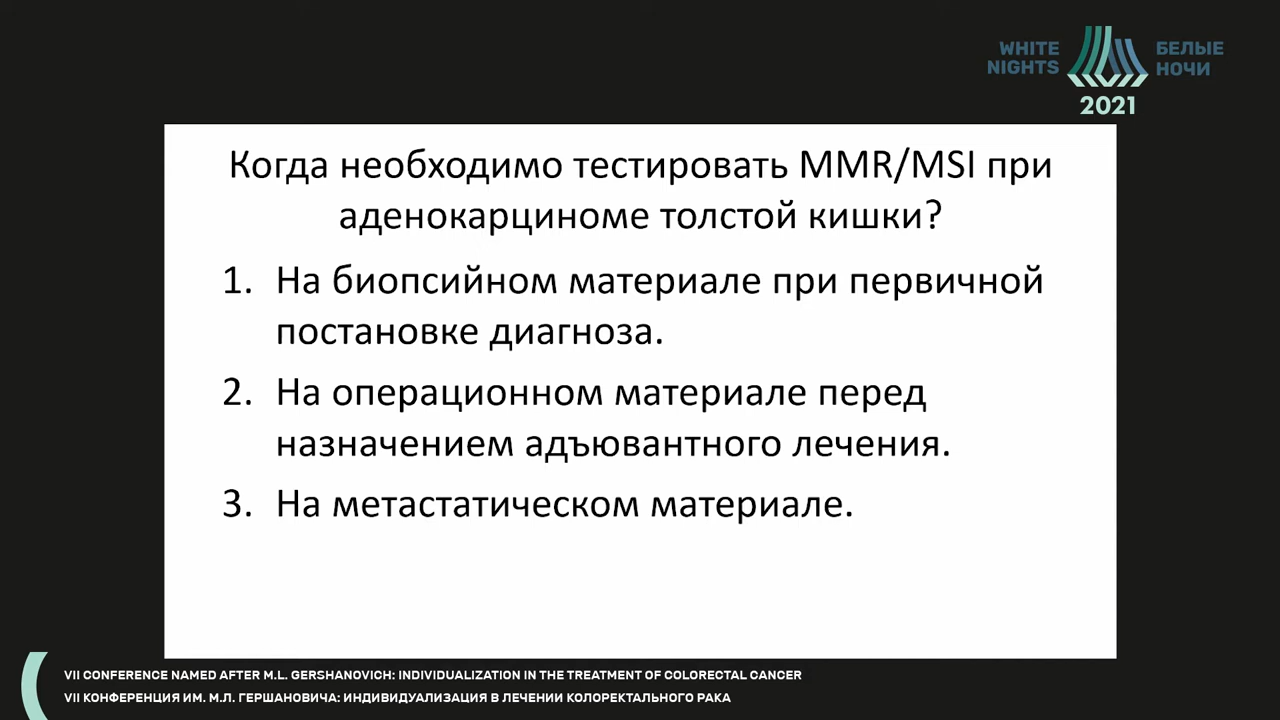 WHITE NIGHTS
БЕЛЫЕ НОЧИ
2021
Когда необходимо тестировать MMR/MSI при
аденокарциноме толстой кишки?
1. На биопсийном материале при первичной
постановке диагноза.
2. На операционном материале перед
назначением адъювантного лечения.
3. На метастатическом материале.
VII CONFERENCE NAMED AFTER M.L. GERSHANOVICH: INDIVIDUALIZATION IN THE TREATMENT OF COLORECTAL CANCER
VII КОНФЕРЕНЦИЯ ИМ. М.Л. ГЕРШАНОВИЧА: ИНДИВИДУАЛИЗАЦИЯ В ЛЕЧЕНИИ КОЛОРЕКТАЛЬНОГО РАКА